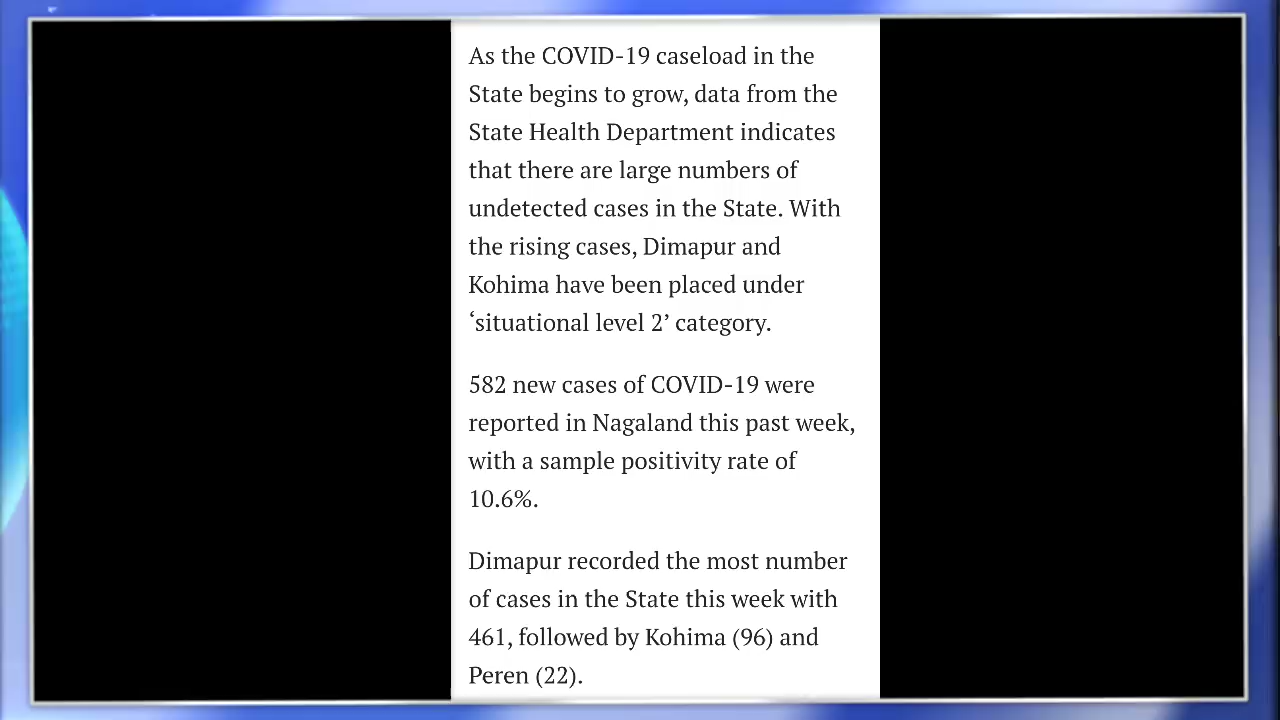 As the COVID-19 caseload in the
State begins to grow, data from the
State Health Department indicates
that there are large numbers of
undetected cases in the State. With
the rising cases, Dimapur and
Kohima have been placed under
‘situational level 2’ category.
582 new cases of COVID-19 were
reported in Nagaland this past week,
with a sample positivity rate of
10.6%.
Dimapur recorded the most number
of cases in the State this week with
461, followed by Kohima (96) and
Peren (22).